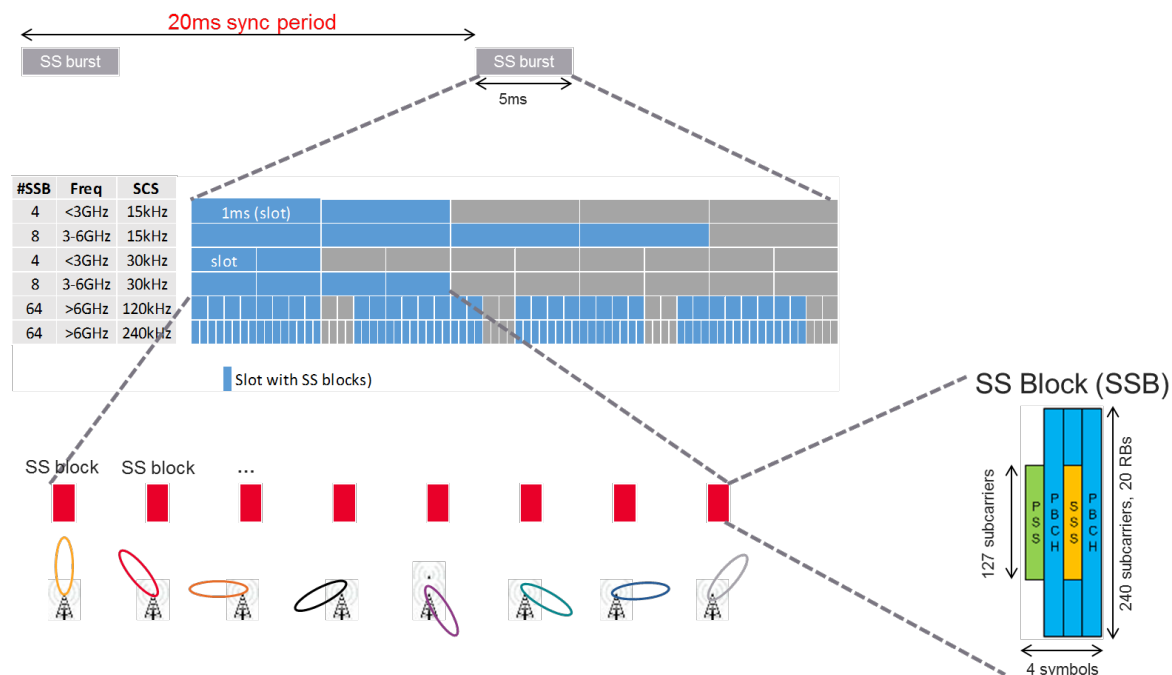 20ms sync period
SS burst
SS burst
5ms
#SSB Freq SCS
4 <3GHz 15kHz 1ms (slot)
8 3-6GHz 15kHz
4 <3GHz 30kHz slot
8 3-6GHz 30kHz
64 >6GHz 120kHz
64 >6GHz 240kHz
Slot with SS blocks)
SS Block (SSB)
SS block SS block ...
127 subcarriers
PSS
PBCH
SSS
PBCH
240 subcarriers, 20 RBs
4 symbols